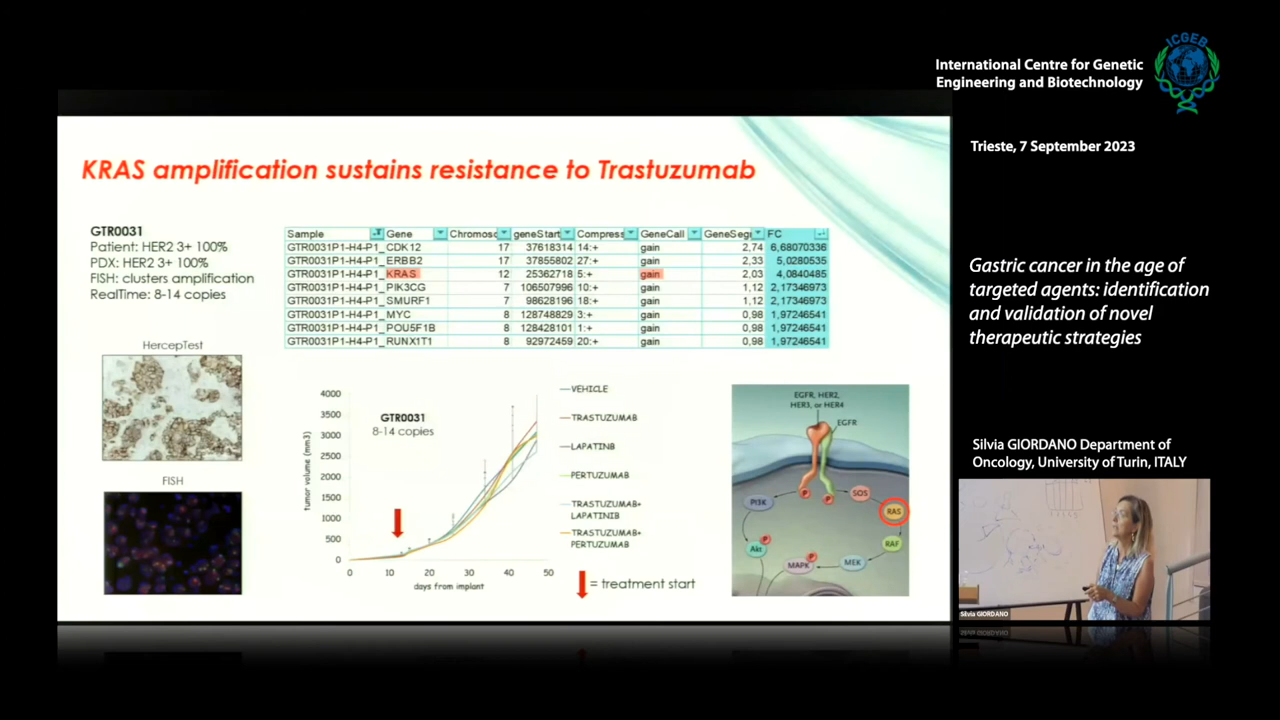 ICGEB
International Centre for Genetic
Engineering and Biotechnology
Trieste, 7 September 2023
KRAS amplification sustains resistance to Trastuzumab
GTR0031
Patient: HER2 3+ 100%
PDX: HER2 3+ 100%
FISH: clusters amplification
RealTime: 8-14 copies
Sample Gene Chromosc geneStart Compress GeneCall GeneSegr FC
GTR0031P1-H4-P1_ CDK12 17 37618314 14:+ gain 2,74 6,68070336
GTR0031P1-H4-P1_ ERBB2 17 37855802 27:+ gain 2,33 5,0280535
GTR0031P1-H4-P1_ KRAS 12 25362718 5:+ gain 2,03 4,0840485
GTR0031P1-H4-P1_ PIK3CG 7 106507996 10:+ gain 1,12 2,17346973
GTR0031P1-H4-P1_ SMURF1 7 98628196 18:+ gain 1,12 2,17346973
GTR0031P1-H4-P1_ MYC 8 128748829 3:+ gain 0,98 1,97246541
GTR0031P1-H4-P1_ POU5F1B 8 128428101 1:+ gain 0,98 1,97246541
GTR0031P1-H4-P1_ RUNX1T1 8 92972459 20:+ gain 0,98 1,97246541
Gastric cancer in the age of
targeted agents: identification
and validation of novel
therapeutic strategies
HercepTest
FISH
GTR0031
8-14 copies
tumor volume (mm3)
4000
3500
3000
2500
2000
1500
1000
500
0
0 10 20 30 40 50
days from implant
VEHICLE
TRASTUZUMAB
LAPATINB
PERTUZUMAB
TRASTUZUMAB+
LAPATINIB
TRASTUZUMAB+
PERTUZUMAB
= treatment start
EGFR, HER2,
HER3, or HER4
EGFR
P P
SOS
PI3K
RAS
P
Akt
RAF
P
MAPK
MEK
Silvia GIORDANO Department of
Oncology, University of Turin, ITALY
Silvia GIORDANO